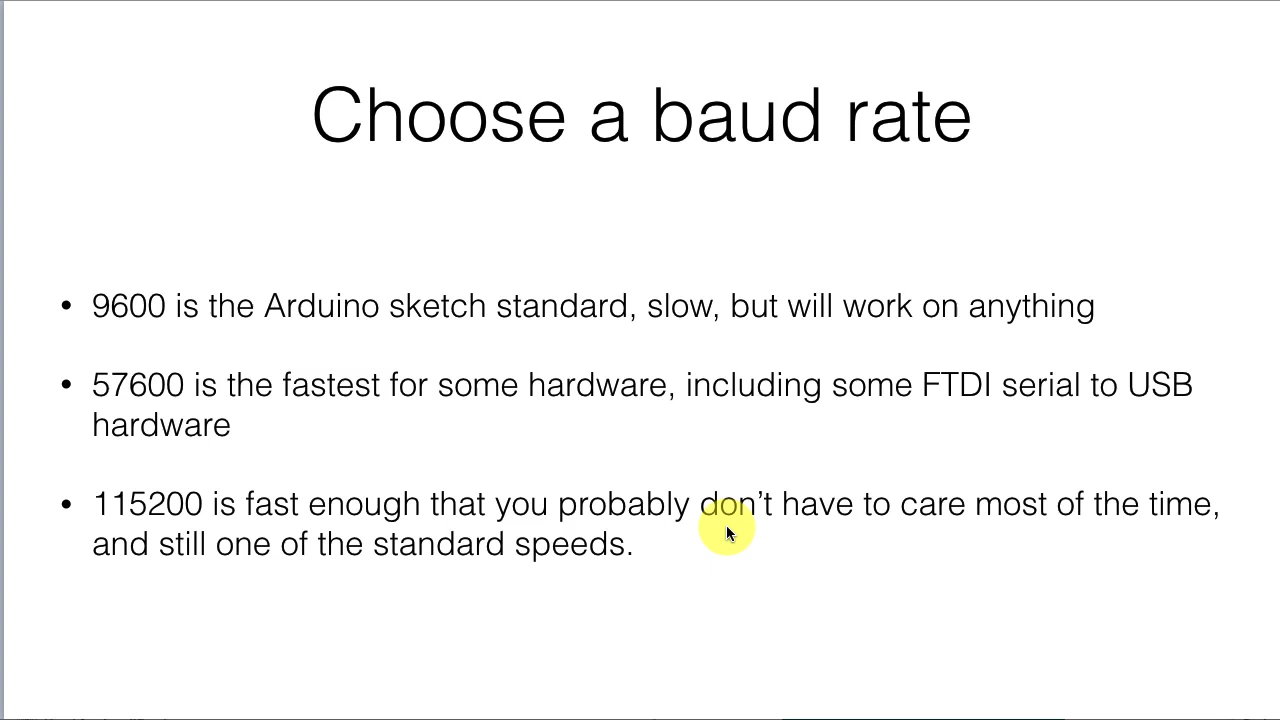 Choose a baud rate
• 9600 is the Arduino sketch standard, slow, but will work on anything
• 57600 is the fastest for some hardware, including some FTDI serial to USB
hardware
• 115200 is fast enough that you probably don’t have to care most of the time,
and still one of the standard speeds.